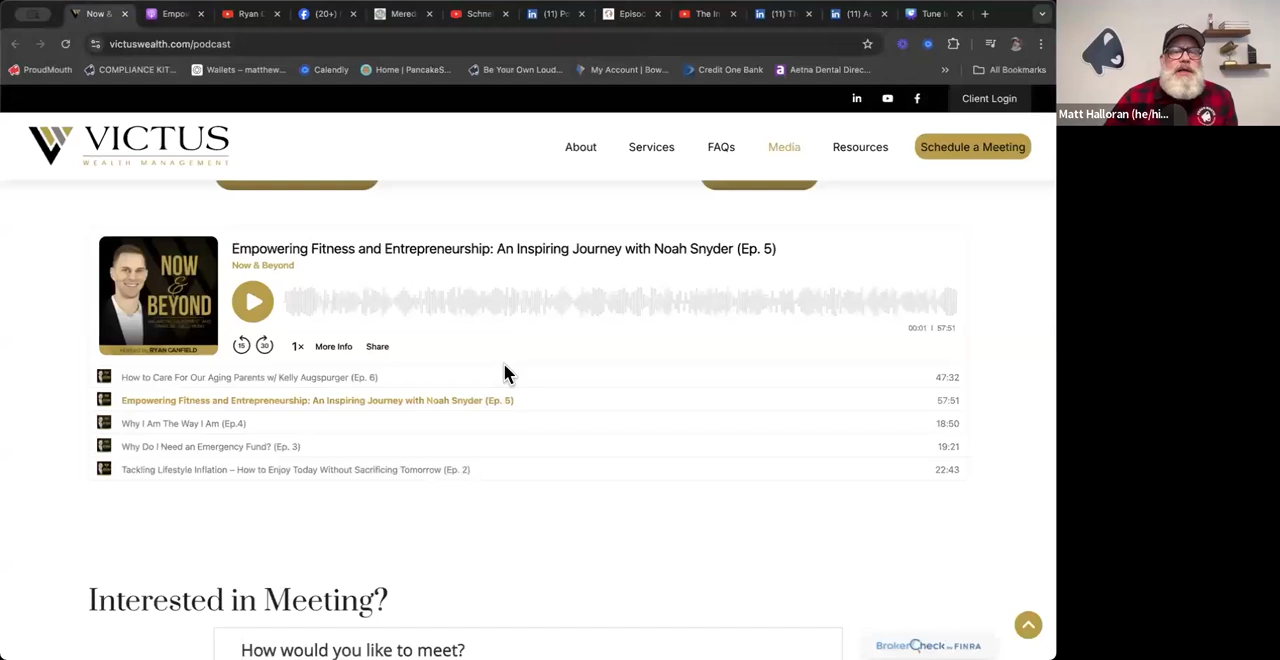 Now &
Empow
Ryan C
(20+)
Mered
Schne
(11) Po
Episoc
The In
(11) T
(11) Ac
Tune I
victuswealth.com/podcast
ProudMouth
COMPLIANCE KIT...
Wallets – matthew...
Calendly
Home | PancakeS...
Be Your Own Loud...
My Account | Bow...
Credit One Bank
Aetna Dental Direc...
All Bookmarks
Client Login
VICTUS
WEALTH MANAGEMENT
About
Services
FAQs
Media
Resources
Schedule a Meeting
NOW
&
BEYOND
HOSTED BY RYAN CANFIELD
Empowering Fitness and Entrepreneurship: An Inspiring Journey with Noah Snyder (Ep. 5)
Now & Beyond
00:01 | 57:51
15
30
1×
More Info
Share
How to Care For Our Aging Parents w/ Kelly Augspurger (Ep. 6) 47:32
Empowering Fitness and Entrepreneurship: An Inspiring Journey with Noah Snyder (Ep. 5) 57:51
Why I Am The Way I Am (Ep.4) 18:50
Why Do I Need an Emergency Fund? (Ep. 3) 19:21
Tackling Lifestyle Inflation – How to Enjoy Today Without Sacrificing Tomorrow (Ep. 2) 22:43
Interested in Meeting?
How would you like to meet?
BrokerCheck by FINRA
Matt Halloran (he/hi...